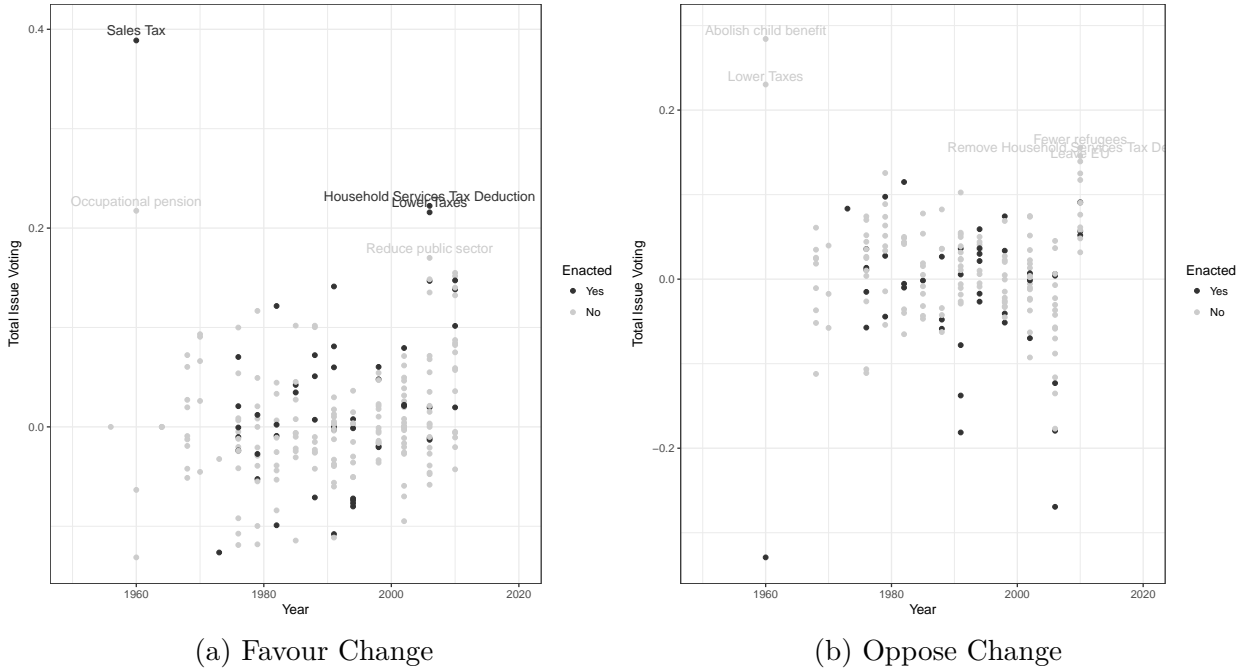 Sales Tax
Occupational pension
Household Services Tax Deduction
Lower Taxes
Reduce public sector
0.4
0.2
0.0
Total Issue Voting
1960
1980
2000
2020
Year
Enacted
Yes
No
(a) Favour Change
Abolish child benefit
Lower Taxes
Fewer refugees
Remove Household Services Tax De
Leave EU
0.2
0.0
−0.2
Total Issue Voting
1960
1980
2000
2020
Year
Enacted
Yes
No
(b) Oppose Change